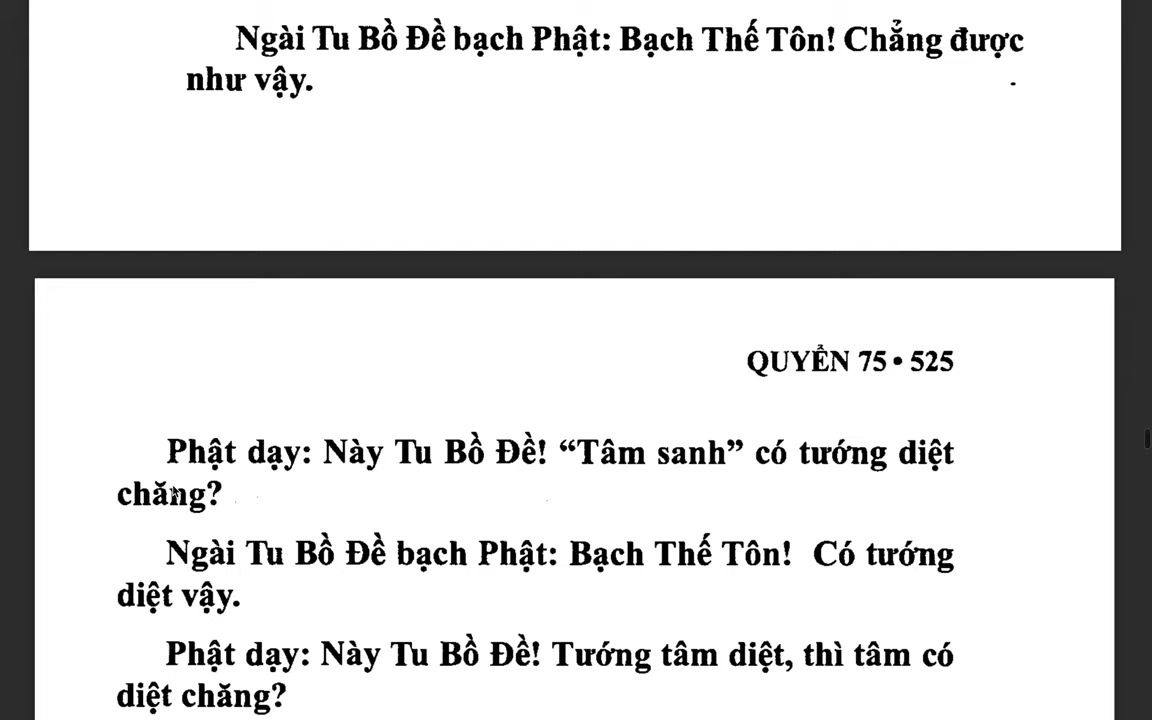 Ngài Tu Bồ Đề bạch Phật: Bạch Thế Tôn! Chẳng được
như vậy.
QUYỂN 75 • 525
Phật dạy: Này Tu Bồ Đề! “Tâm sanh” có tướng diệt
chăng?
Ngài Tu Bồ Đề bạch Phật: Bạch Thế Tôn! Có tướng
diệt vậy.
Phật dạy: Này Tu Bồ Đề! Tướng tâm diệt, thì tâm có
diệt chăng?